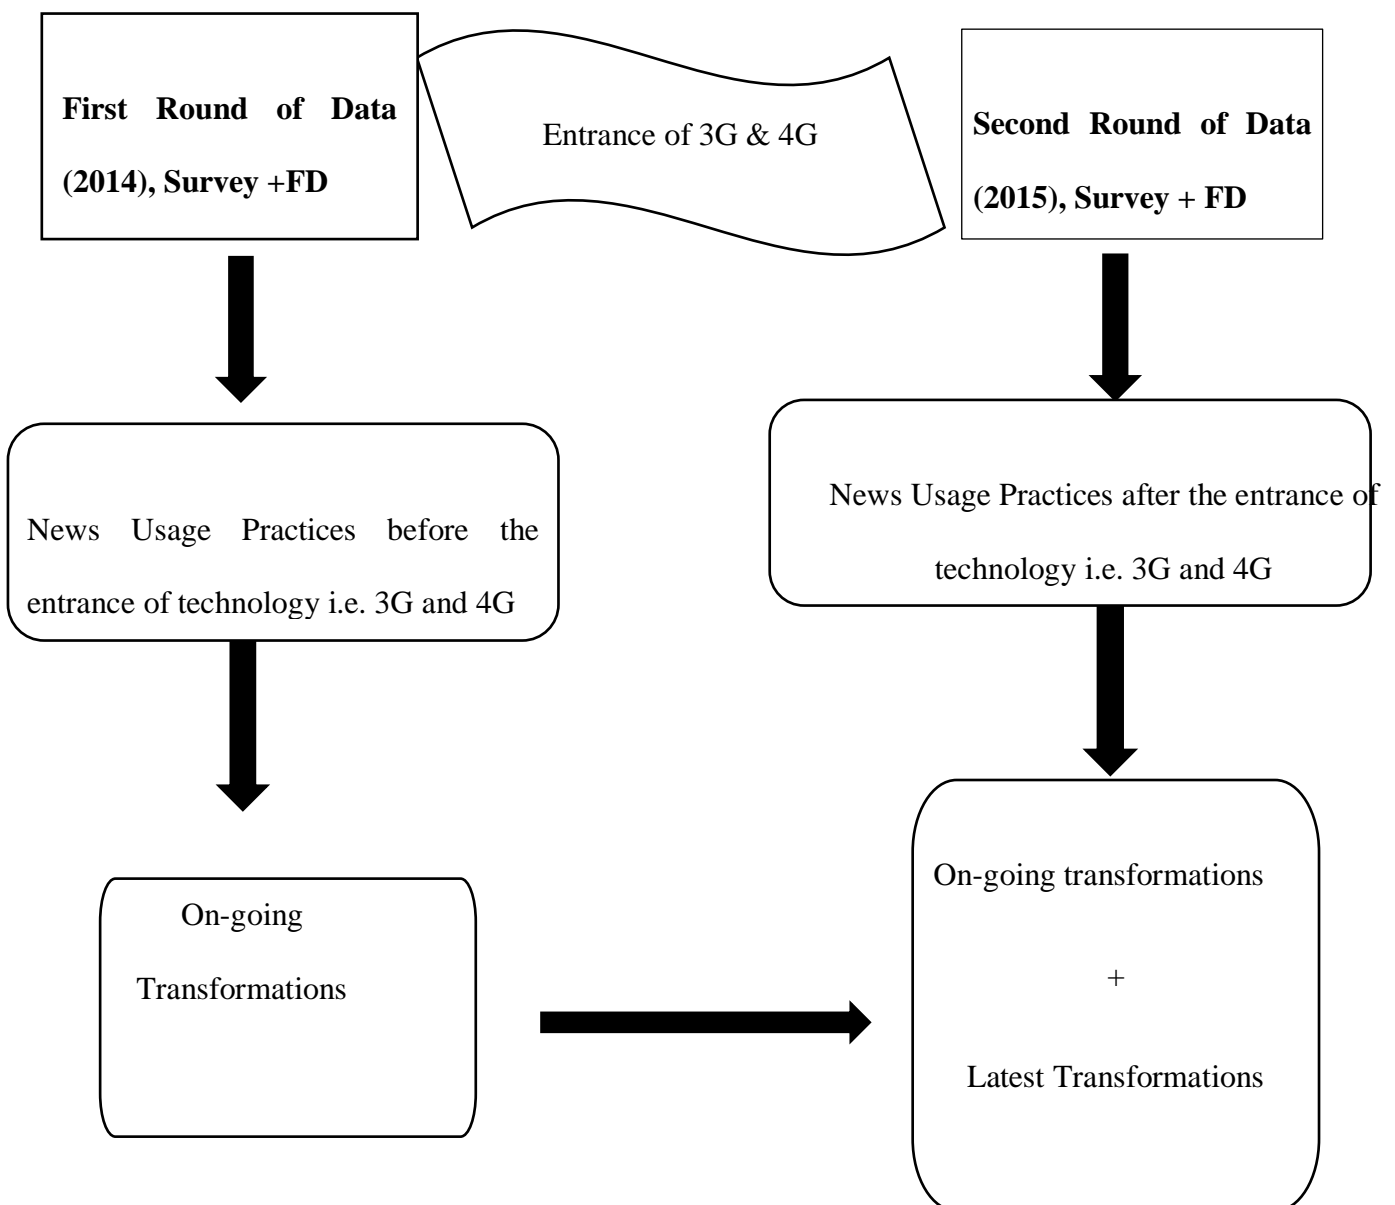 First Round of Data
(2014), Survey +FD
Entrance of 3G & 4G
Second Round of Data
(2015), Survey + FD
News Usage Practices before the
entrance of technology i.e. 3G and 4G
News Usage Practices after the entrance of
technology i.e. 3G and 4G
On-going
Transformations
On-going transformations
+
Latest Transformations